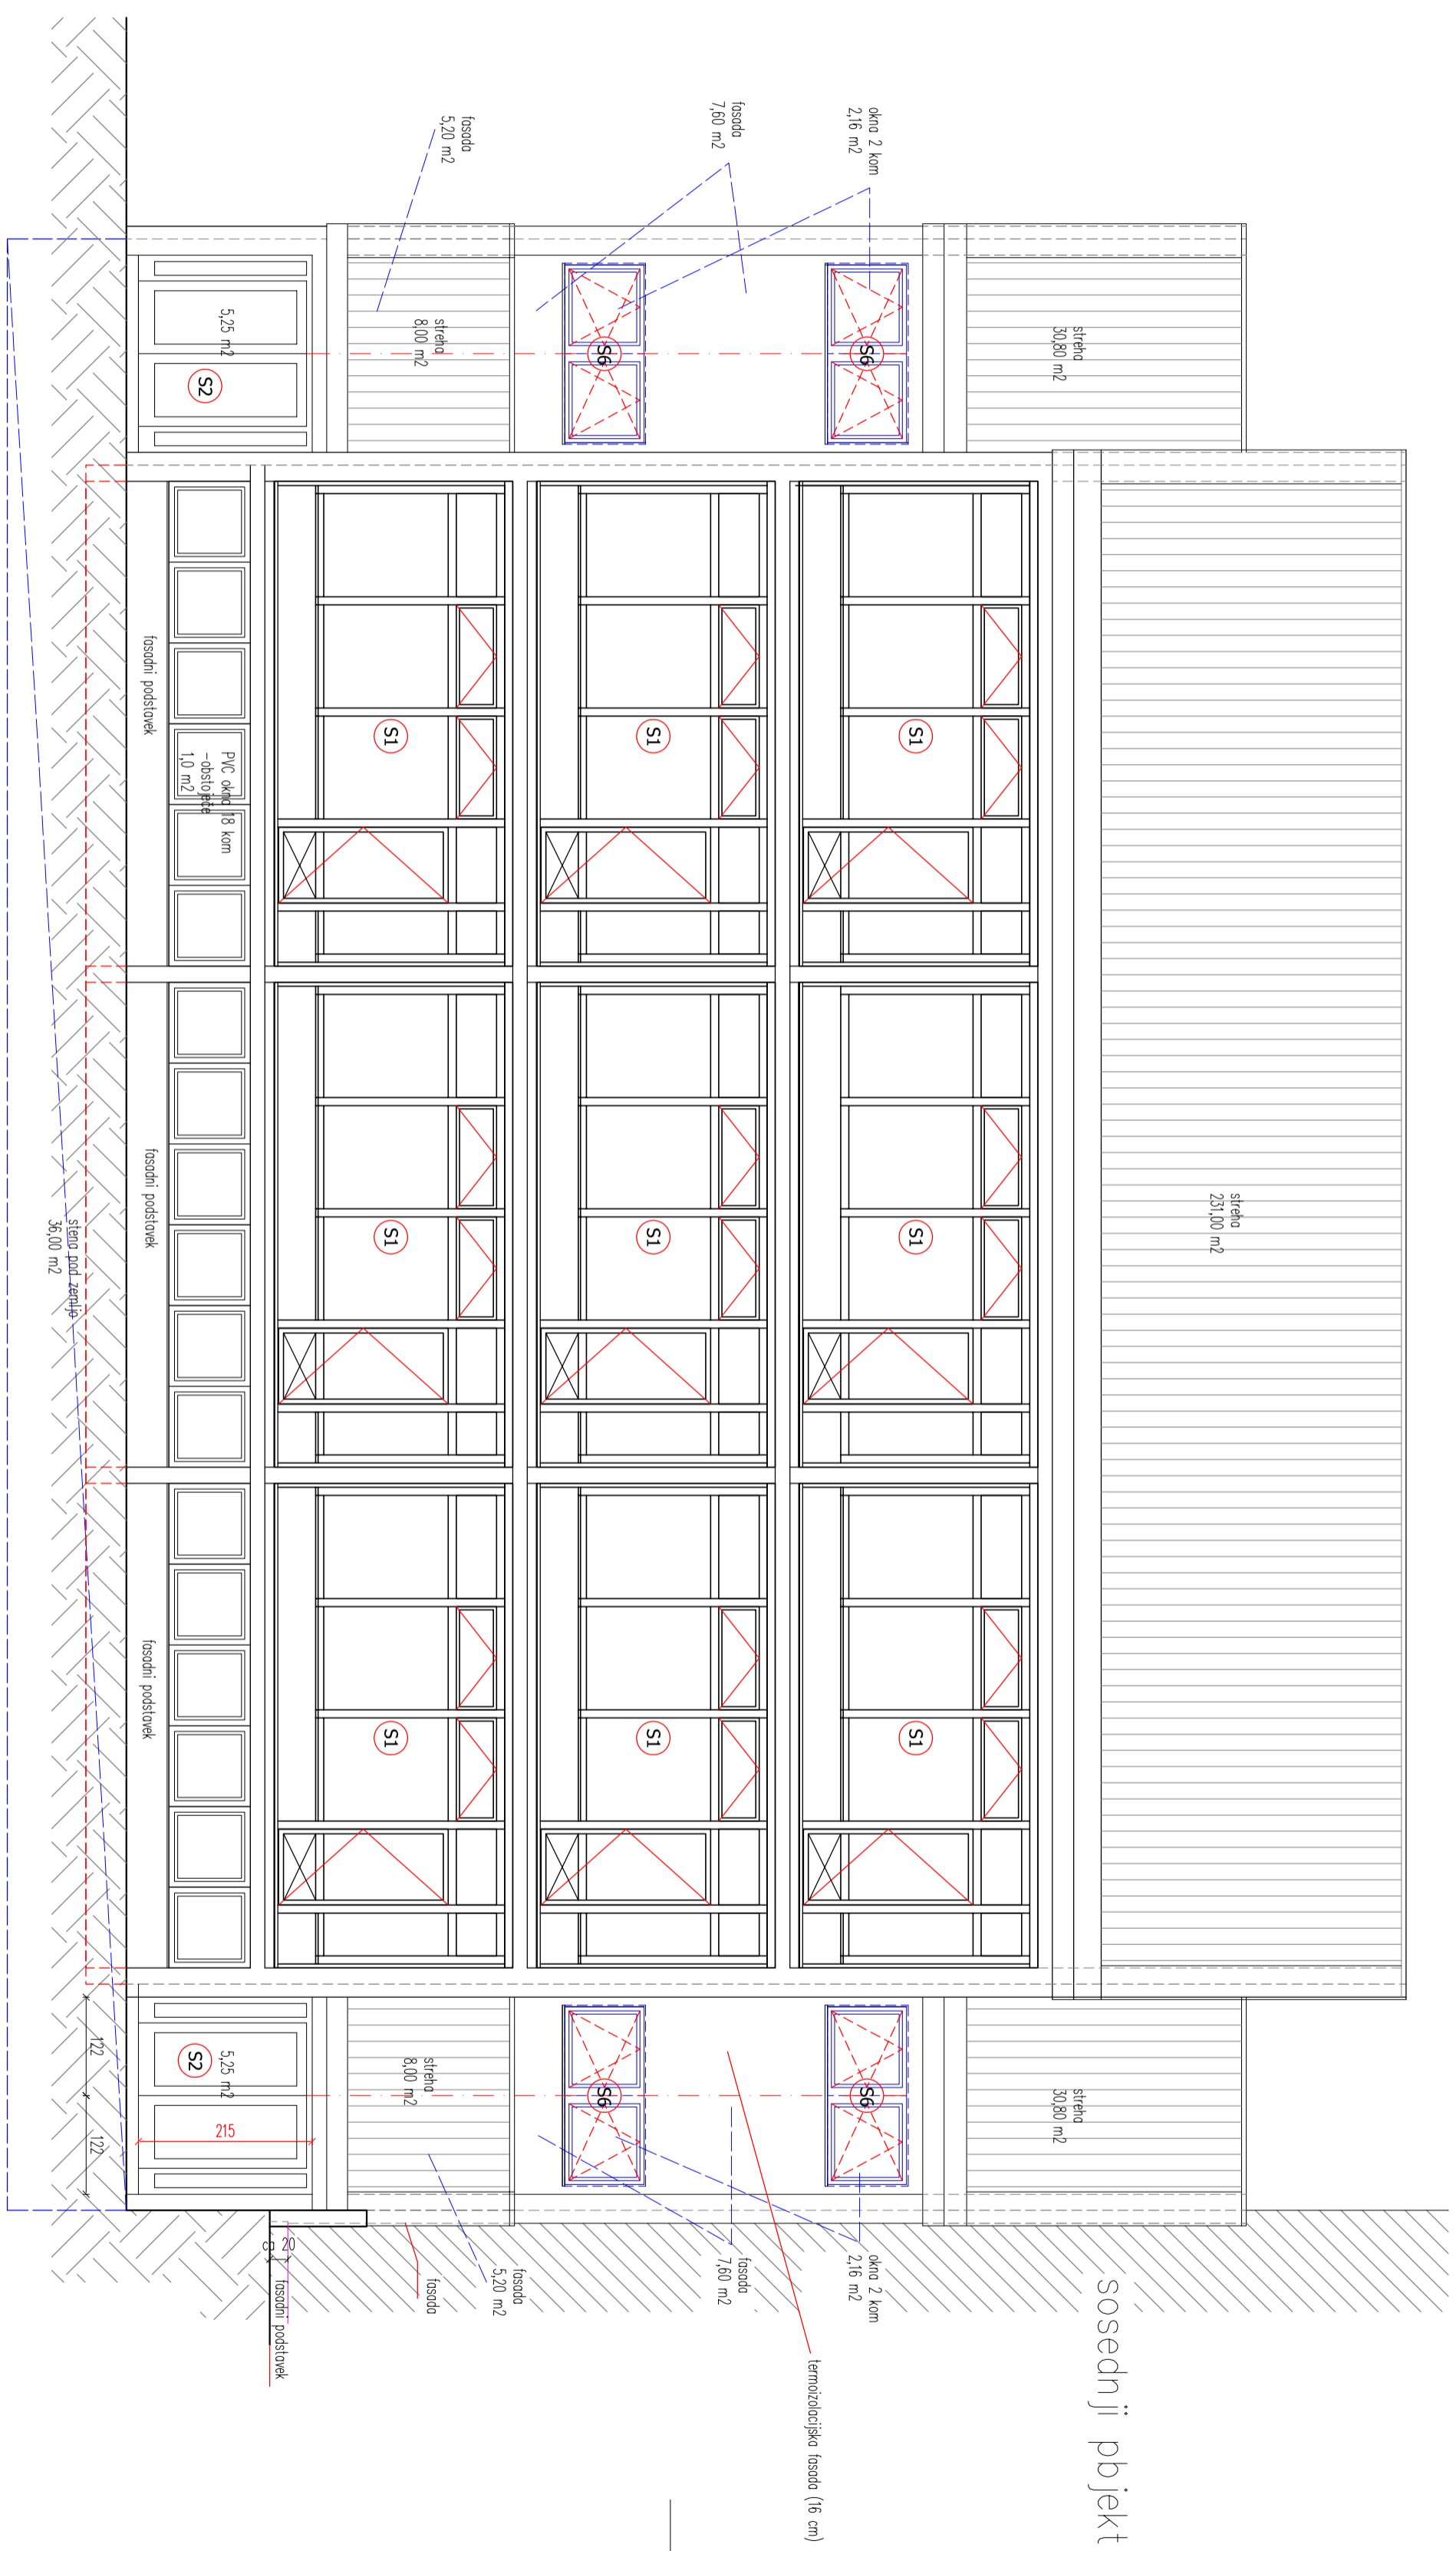 streha
30,80 m2
streha
231,00 m2
streha
30,80 m2
Sosednji pbjekt
okna 2 kom
2,16 m2
fasada
7,60 m2
fasada
5,20 m2
S6
S6
streha
8,00 m2
5,25 m2
S2
S1
S1
S1
S1
S1
S1
S1
S1
S1
PVC okna 18 kom
-obstoječe
1,0 m2
fasadni podstavek
fasadni podstavek
fasadni podstavek
stena pod zemljo
36,00 m2
S6
S6
streha
8,00 m2
5,25 m2
S2
215
122
122
okna 2 kom
2,16 m2
fasada
7,60 m2
fasada
5,20 m2
fasada
termoizolacijska fasada (16 cm)
ca 20
fasadni podstavek